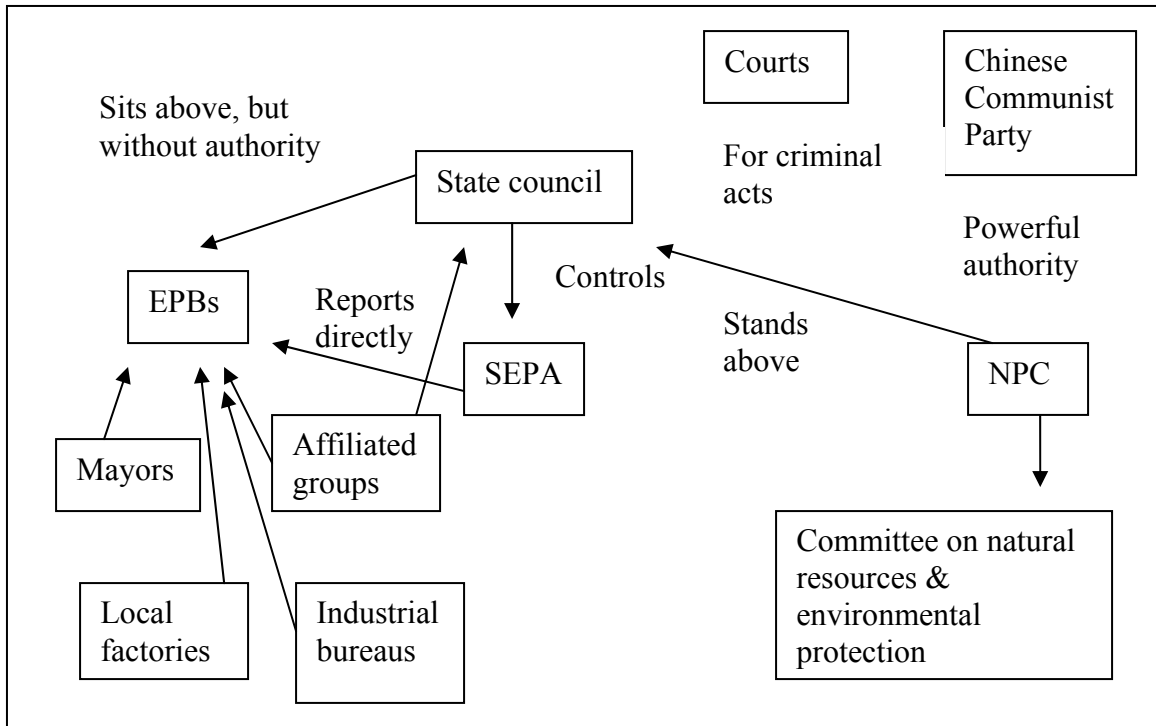 Courts
Chinese
Communist
Party
Sits above, but
without authority
For criminal
acts
State council
Powerful
authority
EPBs
Reports
directly
Controls
Stands
above
SEPA
NPC
Mayors
Affiliated
groups
Committee on natural
resources &
environmental
protection
Local
factories
Industrial
bureaus